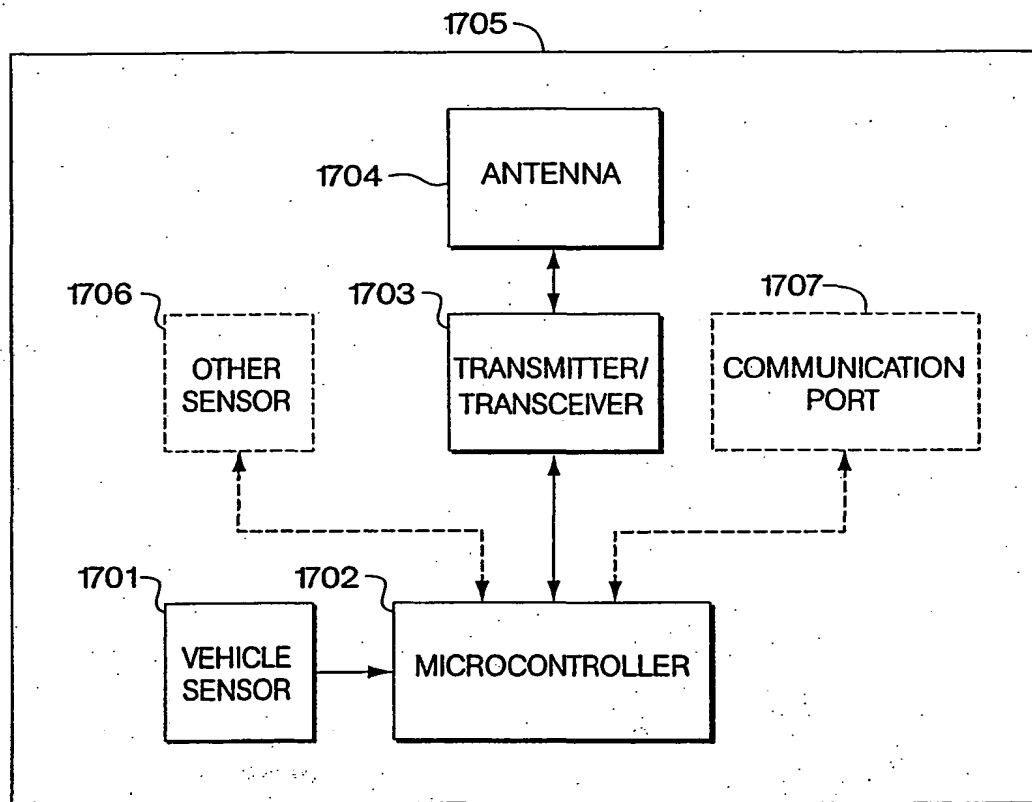 1705
1704
ANTENNA
1706
OTHER
SENSOR
1703
TRANSMITTER/
TRANSCEIVER
1707
COMMUNICATION
PORT
1701
VEHICLE
SENSOR
1702
MICROCONTROLLER